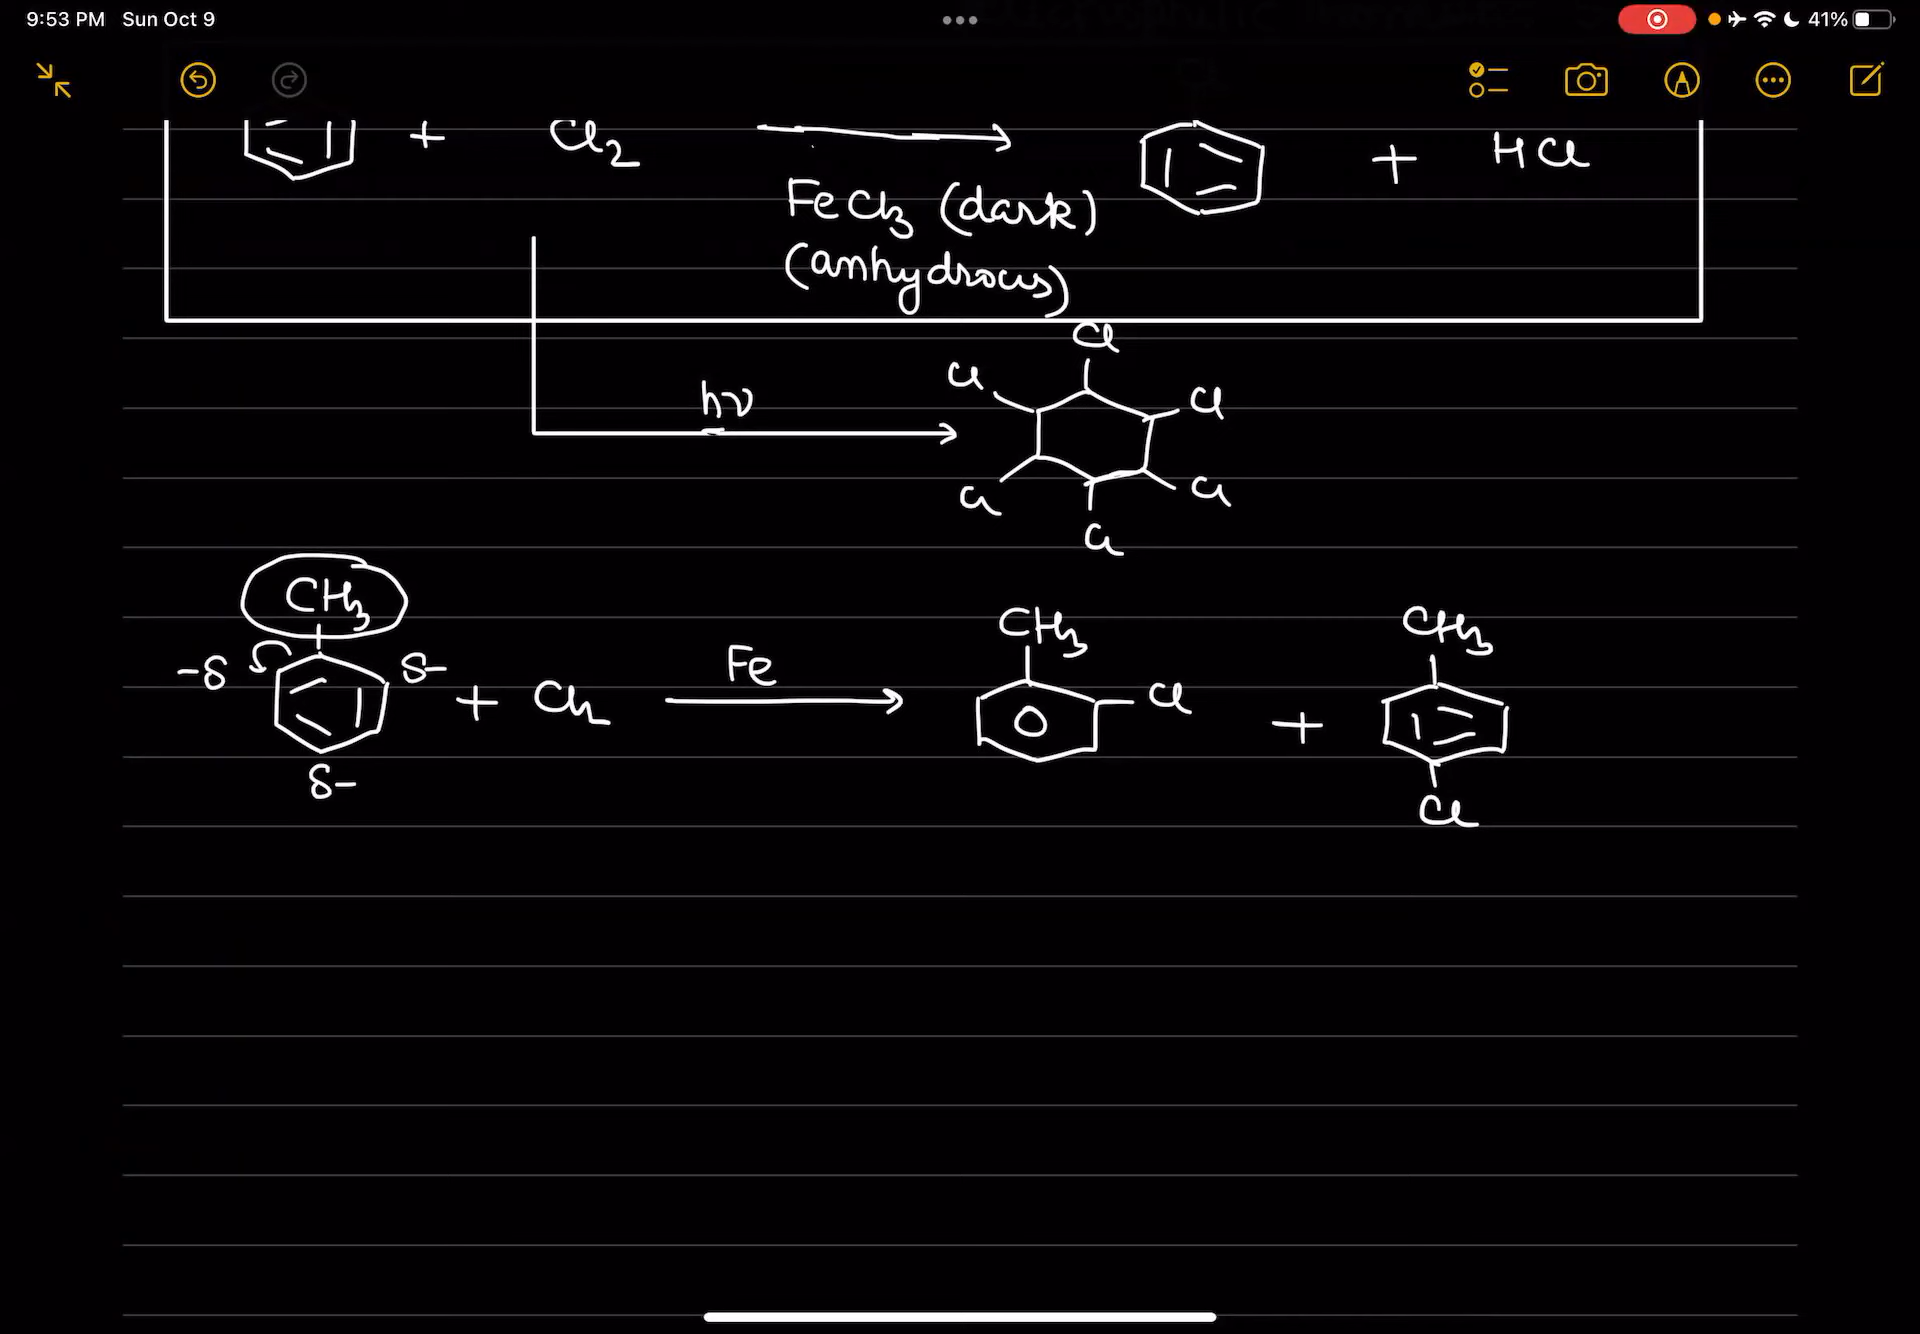 9:53 PM Sun Oct 9
41%
+ Cl2 + HCl
FeCl3 (dark)
(anhydrous)
Cl
Cl Cl
hν
Cl Cl
Cl
CH3 CH3 CH3
-δ δ- + Cl2 Fe Cl +
δ- Cl